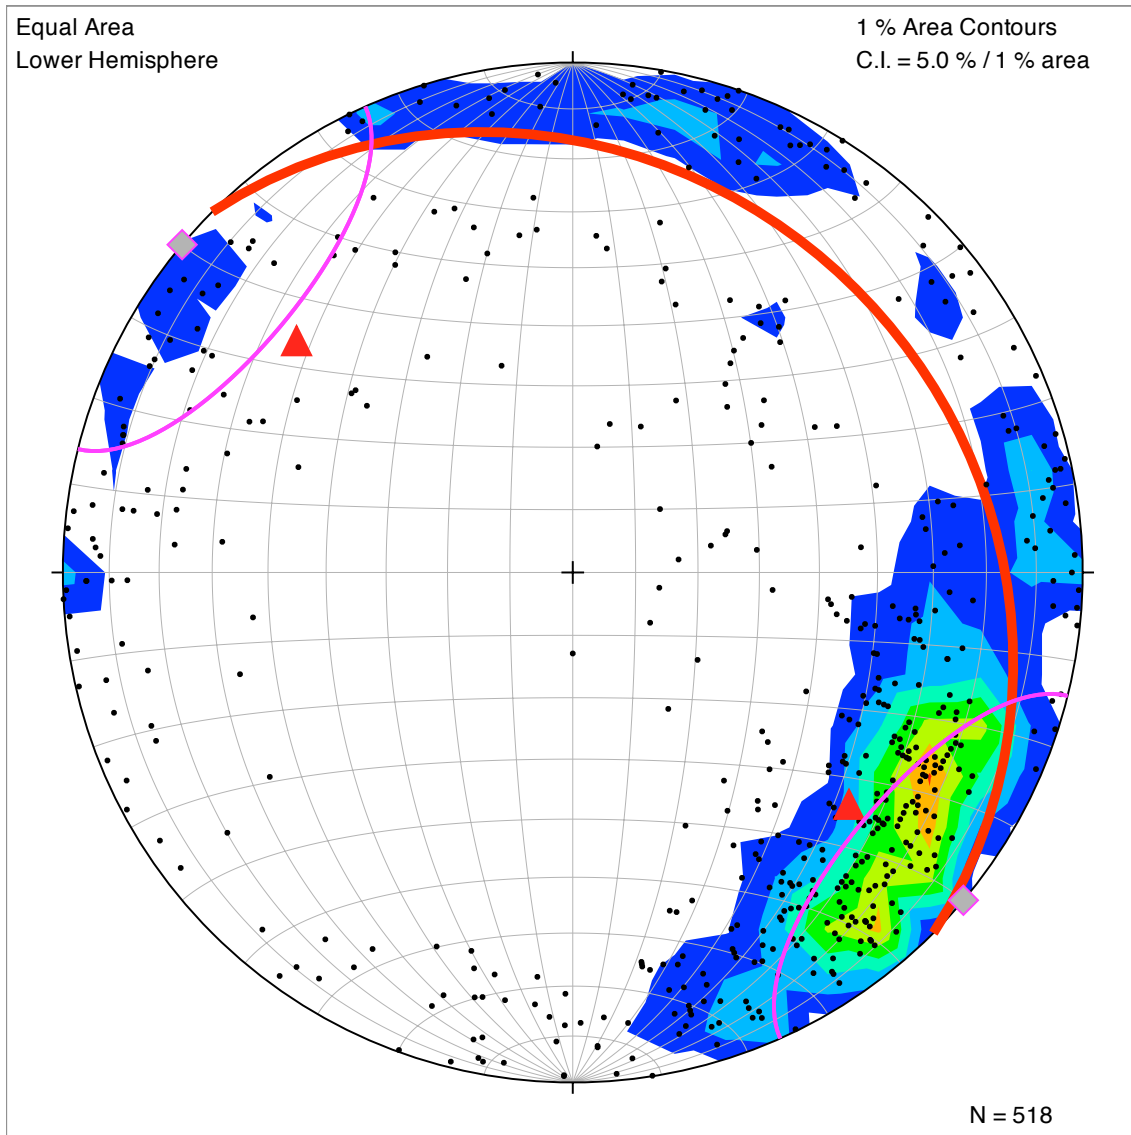 Equal Area
Lower Hemisphere
1 % Area Contours
C.I. = 5.0 % / 1 % area
N = 518